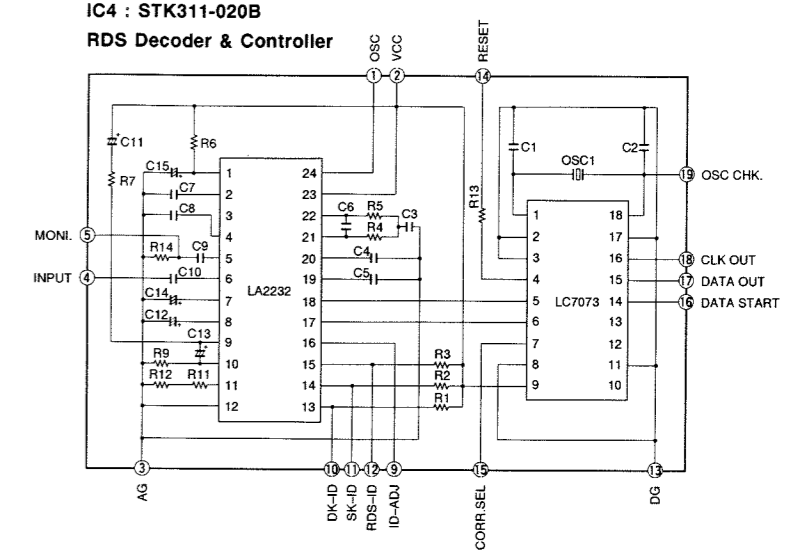 IC4 : STK311-020B
RDS Decoder & Controller
OSC
VCC
RESET
1
2
14
C11
R6
R7
C15
C7
C8
MONI. 5
R14
C9
INPUT 4
C10
C14
C12
C13
R9
R12 R11
1 24
2 23
3 22
4 21
5 20
6 19
7 18
8 17
9 16
10 15
11 14
12 13
LA2232
C6
R5
R4
C3
C4
C5
R3
R2
R1
R13
C1
C2
OSC1
19 OSC CHK.
1 18
2 17
3 16
4 15
5 14
6 13
7 12
8 11
9 10
LC7073
18 CLK OUT
17 DATA OUT
16 DATA START
3
10
11
12
9
15
13
AG
DK-ID
SK-ID
RDS-ID
ID-ADJ
CORR.SEL
DG